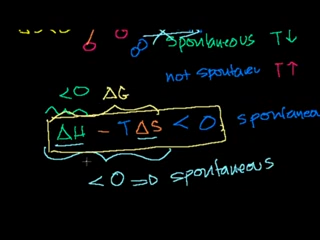 spontaneous T↓
not spontaneous T↑
<0 ΔG
ΔH - TΔS < 0 spontaneous
<0 ⇒ spontaneous